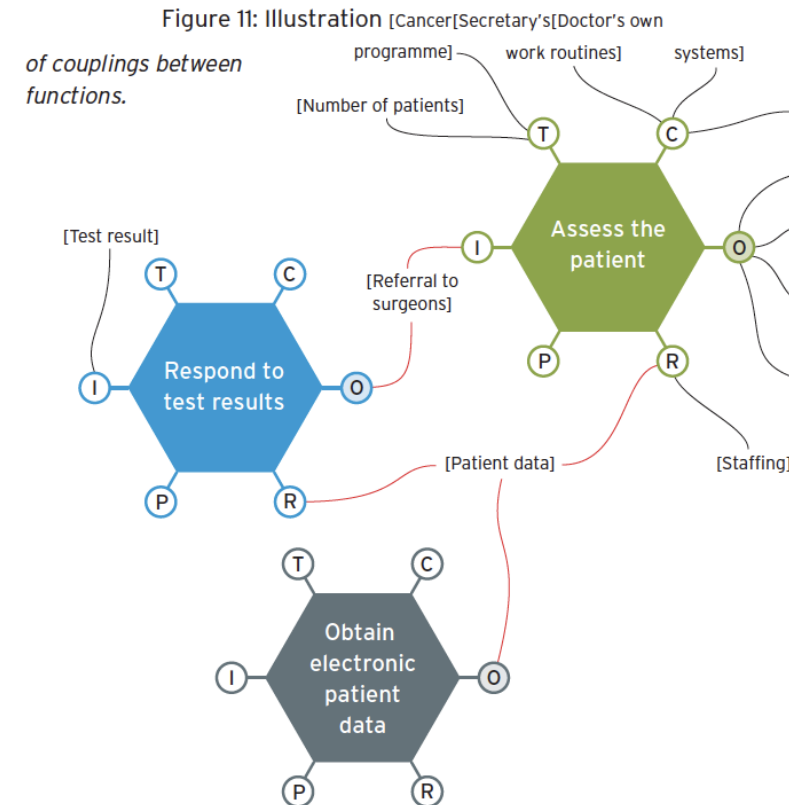 Figure 11: Illustration [Cancer[Secretary's[Doctor's own
of couplings between
functions.
programme]
work routines]
systems]
[Number of patients]
T
C
Assess the
patient
I
O
P
R
[Test result]
[Referral to
surgeons]
T
C
Respond to
test results
I
O
P
R
[Patient data]
[Staffing]
T
C
Obtain
electronic
patient
data
I
O
P
R